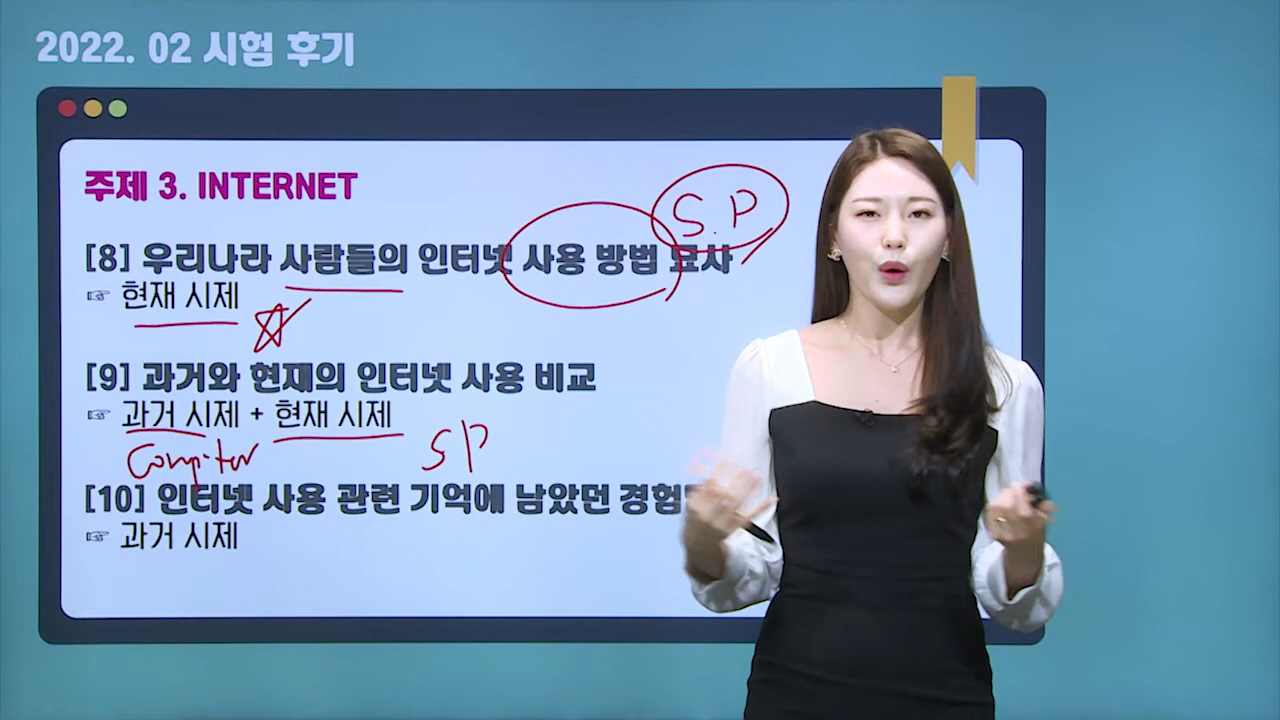 2022. 02 시험 후기
주제 3. INTERNET
S.P
[8] 우리나라 사람들의 인터넷 사용 방법 묘사
☞ 현재 시제
[9] 과거와 현재의 인터넷 사용 비교
☞ 과거 시제 + 현재 시제
SP
[10] 인터넷 사용 관련 기억에 남았던
☞ 과거 시제